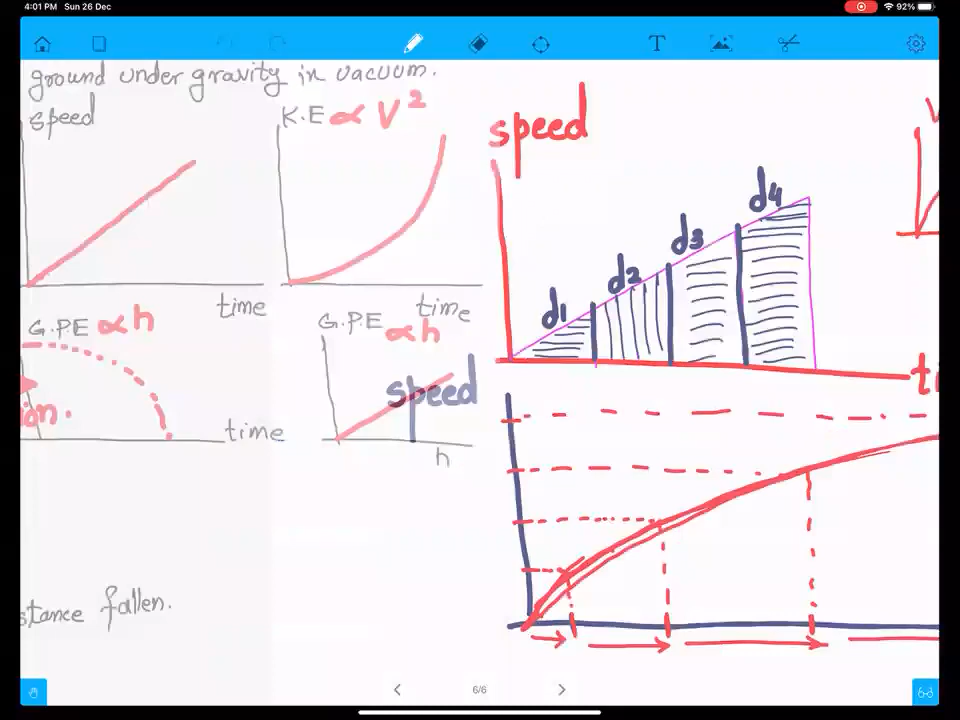 4:01 PM Sun 26 Dec
92%
T
ground under gravity in vacuum.
speed
K.E ∝ V²
speed
d1
d2
d3
d4
time
time
G.P.E ∝ h
G.P.E ∝ h
speed
time
h
stance fallen.
6/6